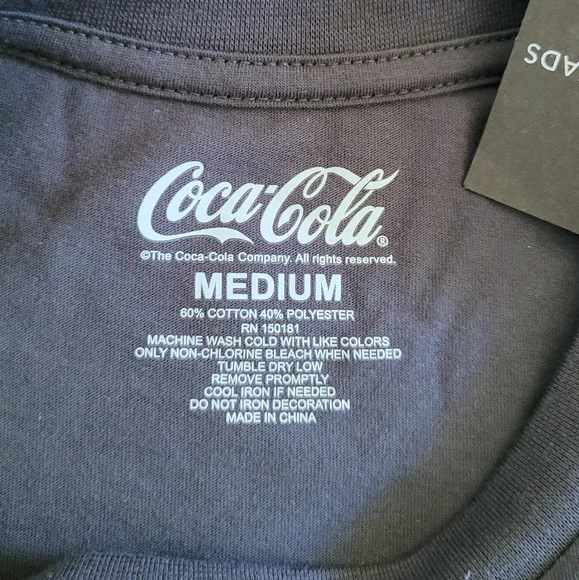 ADS
Coca-Cola®
©The Coca-Cola Company. All rights reserved.
MEDIUM
60% COTTON 40% POLYESTER
RN 150181
MACHINE WASH COLD WITH LIKE COLORS
ONLY NON-CHLORINE BLEACH WHEN NEEDED
TUMBLE DRY LOW
REMOVE PROMPTLY
COOL IRON IF NEEDED
DO NOT IRON DECORATION
MADE IN CHINA